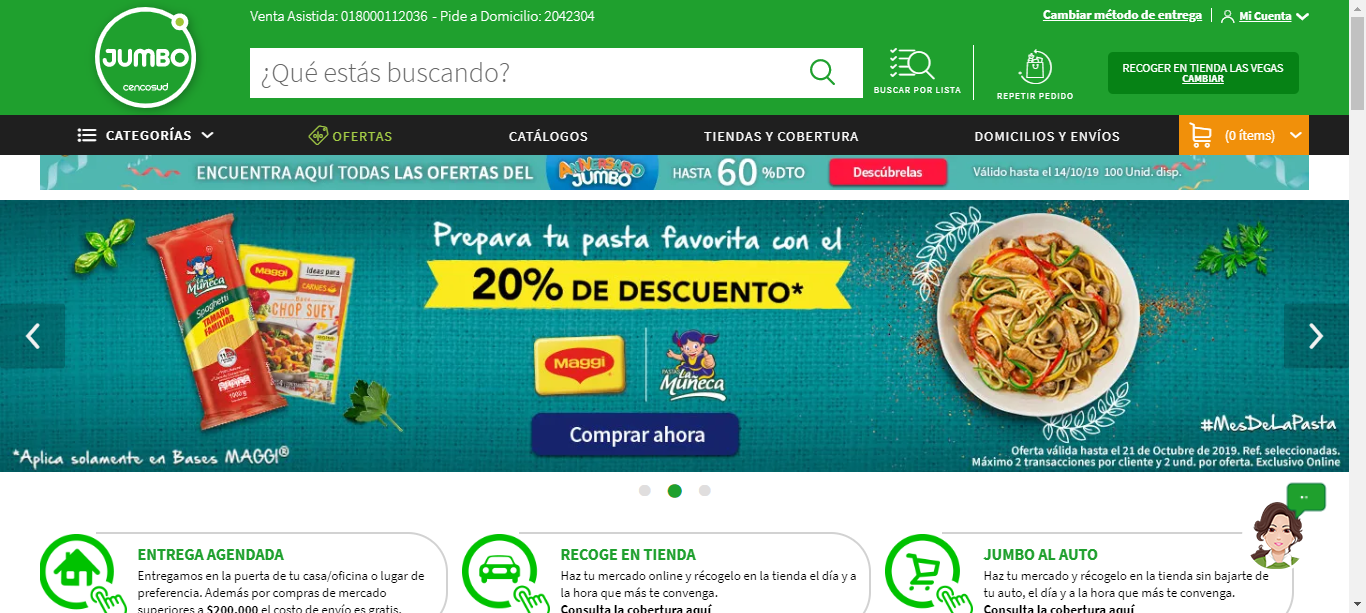 Venta Asistida: 018000112036 - Pide a Domicilio: 2042304
Cambiar método de entrega
Mi Cuenta
JUMBO
cencosud
¿Qué estás buscando?
BUSCAR POR LISTA
REPETIR PEDIDO
RECOGER EN TIENDA LAS VEGAS
CAMBIAR
CATEGORÍAS
OFERTAS
CATÁLOGOS
TIENDAS Y COBERTURA
DOMICILIOS Y ENVÍOS
(0 ítems)
ENCUENTRA AQUÍ TODAS LAS OFERTAS DEL
ANIVERSARIO
JUMBO
HASTA 60 %DTO
Descúbrelas
Válido hasta el 14/10/19 100 Unid. disp.
Prepara tu pasta favorita con el
20% DE DESCUENTO*
La Muñeca
Spaghetti
TAMAÑO
FAMILIAR
1000 g
Maggi
Ideas para
CARNES
CHOP SUEY
Maggi
PASTA La
Muñeca
Comprar ahora
#MesDeLaPasta
*Aplica solamente en Bases MAGGI®
Oferta válida hasta el 21 de Octubre de 2019. Ref. seleccionadas.
Máximo 2 transacciones por cliente y 2 und. por oferta. Exclusivo Online
ENTREGA AGENDADA
Entregamos en la puerta de tu casa/oficina o lugar de
preferencia. Además por compras de mercado
superiores a $200.000 el costo de envío es gratis.
RECOGE EN TIENDA
Haz tu mercado online y récogelo en la tienda el día y a
la hora que más te convenga.
Consulta la cobertura aquí
JUMBO AL AUTO
Haz tu mercado y récogelo en la tienda sin bajarte de
tu auto, el día y a la hora que más te convenga.
Consulta la cobertura aquí